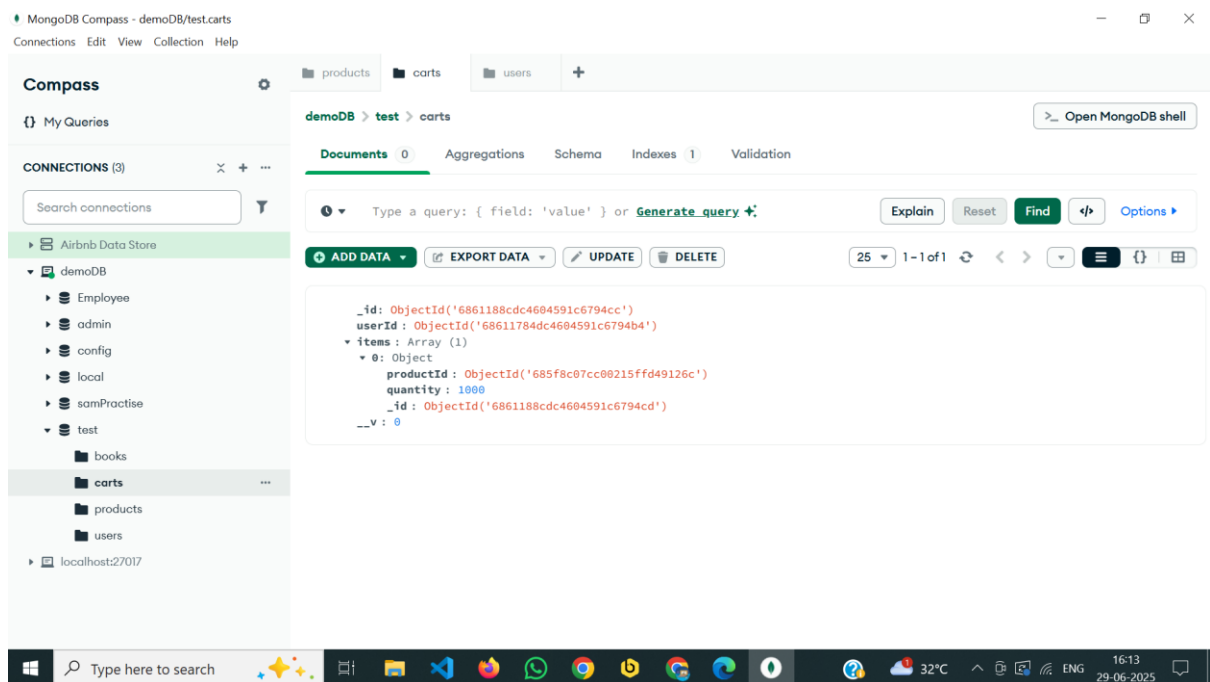 MongoDB Compass - demoDB/test.carts
Connections Edit View Collection Help
Compass
{} My Queries
CONNECTIONS (3)
Search connections
Airbnb Data Store
demoDB
Employee
admin
config
local
samPractise
test
books
carts
products
users
localhost:27017
products carts users
demoDB > test > carts
>_ Open MongoDB shell
Documents 0 Aggregations Schema Indexes 1 Validation
Type a query: { field: 'value' } or Generate query
Explain Reset Find </> Options
ADD DATA EXPORT DATA UPDATE DELETE
25 1-1 of 1 {}
_id: ObjectId('6861188cdc4604591c6794cc')
userId : ObjectId('68611784dc4604591c6794b4')
items : Array (1)
0: Object
productId : ObjectId('685f8c07cc00215ffd49126c')
quantity : 1000
_id : ObjectId('6861188cdc4604591c6794cd')
__v : 0
Type here to search
32°C ENG
16:13
29-06-2025